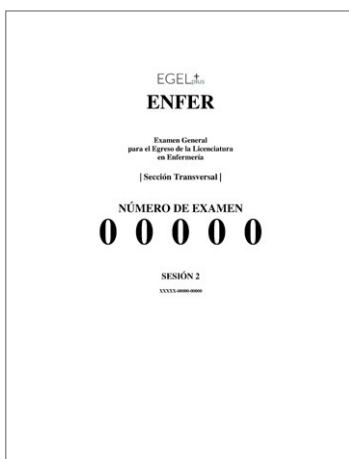 EGEL plus
ENFER
Examen General
para el Egreso de la Licenciatura
en Enfermería
| Sección Transversal |
NÚMERO DE EXAMEN
0 0 0 0 0
SESIÓN 2
XXXXX-00000-00000